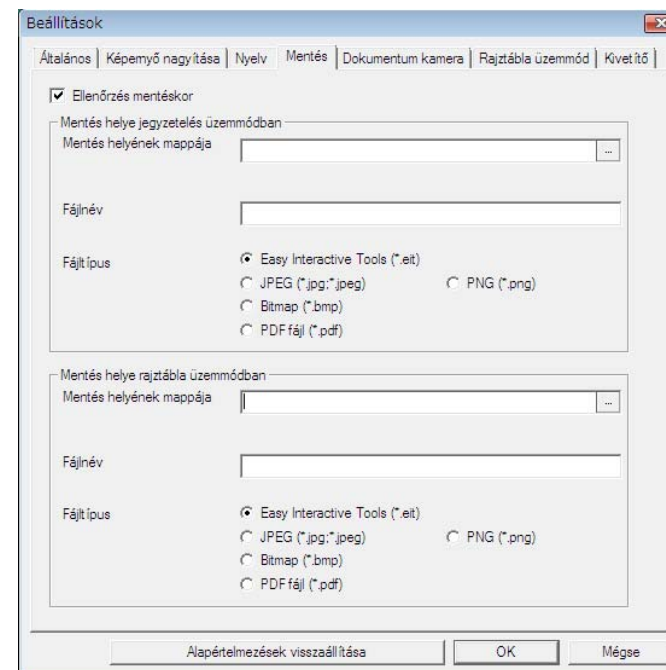 Beállítások
Általános Képernyő nagyítása Nyelv Mentés Dokumentum kamera Rajztábla üzemmód Kivetítő
Ellenőrzés mentéskor
Mentés helye jegyzetelés üzemmódban
Mentés helyének mappája ...
Fájlnév
Fájltípus Easy Interactive Tools (*.eit)
JPEG (*.jpg;*.jpeg) PNG (*.png)
Bitmap (*.bmp)
PDF fájl (*.pdf)
Mentés helye rajztábla üzemmódban
Mentés helyének mappája ...
Fájlnév
Fájltípus Easy Interactive Tools (*.eit)
JPEG (*.jpg;*.jpeg) PNG (*.png)
Bitmap (*.bmp)
PDF fájl (*.pdf)
Alapértelmezések visszaállítása OK Mégse